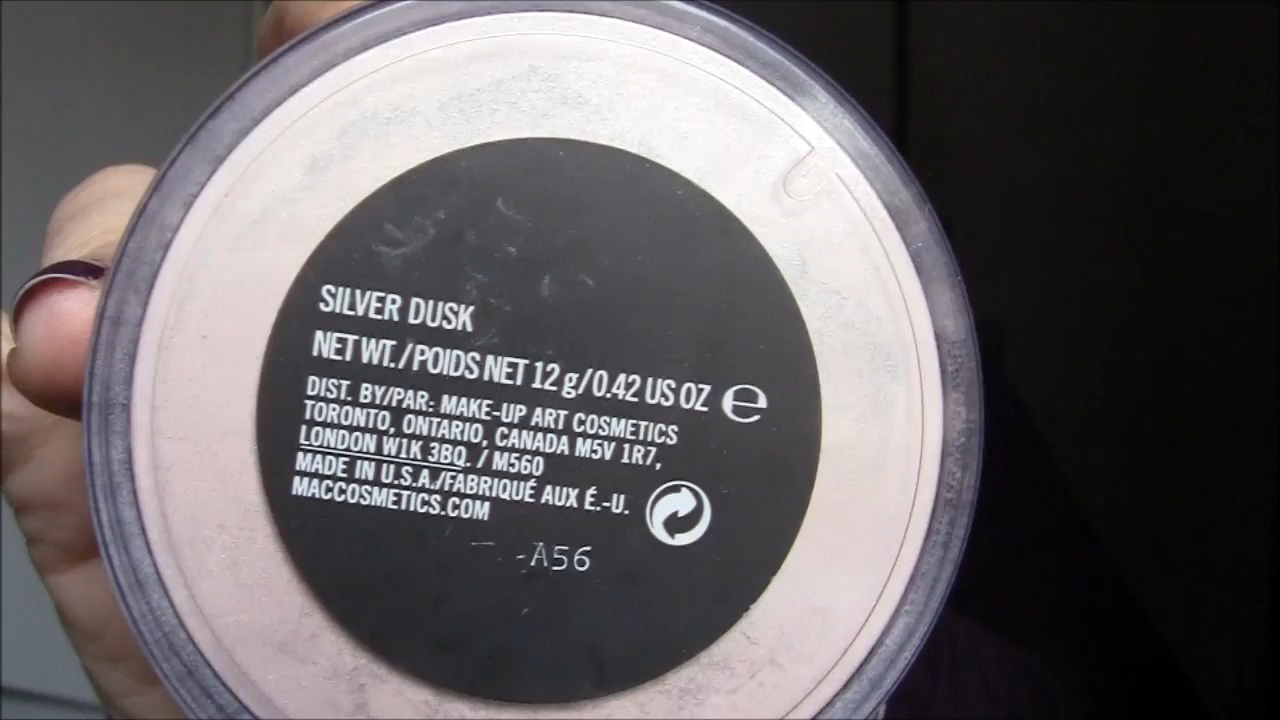 SILVER DUSK
NET WT./POIDS NET 12 g/0.42 US OZ ℮
DIST. BY/PAR: MAKE-UP ART COSMETICS
TORONTO, ONTARIO, CANADA M5V 1R7,
LONDON W1K 3BQ. / M560
MADE IN U.S.A./FABRIQUÉ AUX É.-U.
MACCOSMETICS.COM
A56